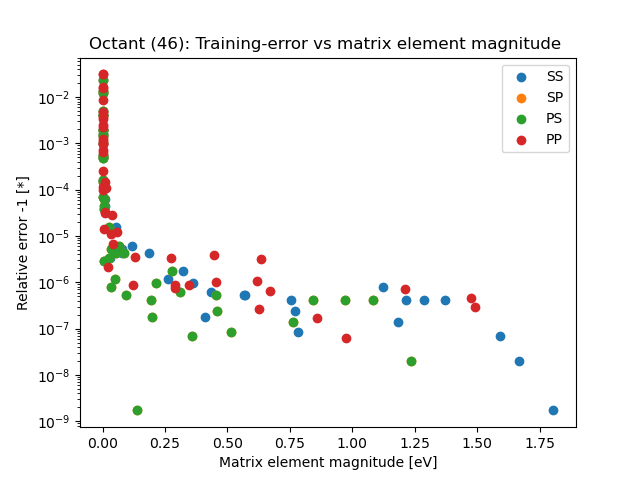 Octant (46): Training-error vs matrix element magnitude
SS
SP
PS
PP
Relative error -1 [*]
10⁻²
10⁻³
10⁻⁴
10⁻⁵
10⁻⁶
10⁻⁷
10⁻⁸
10⁻⁹
0.00 0.25 0.50 0.75 1.00 1.25 1.50 1.75
Matrix element magnitude [eV]